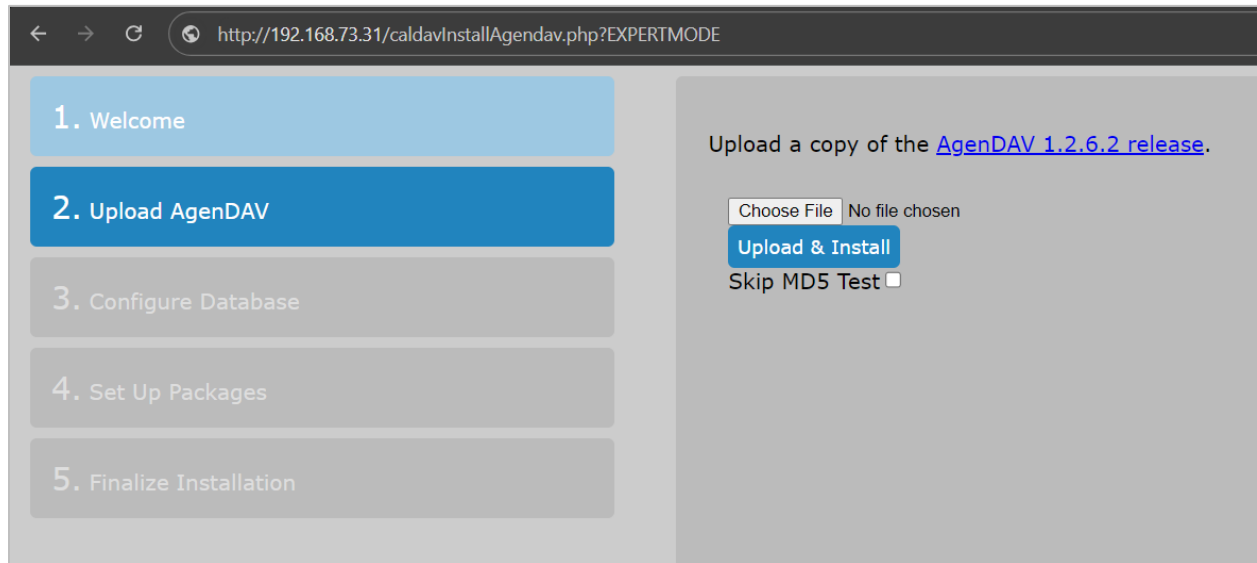 http://192.168.73.31/caldavInstallAgendav.php?EXPERTMODE
1. Welcome
2. Upload AgenDAV
3. Configure Database
4. Set Up Packages
5. Finalize Installation
Upload a copy of the AgenDAV 1.2.6.2 release.
Choose File No file chosen
Upload & Install
Skip MD5 Test